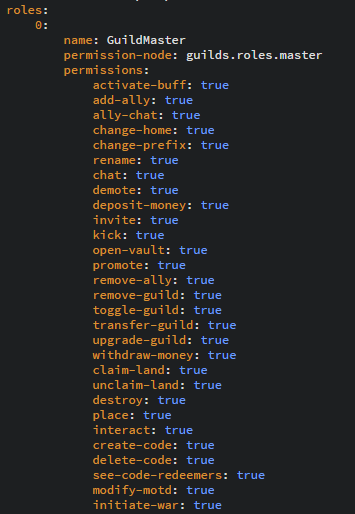 roles:
0:
name: GuildMaster
permission-node: guilds.roles.master
permissions:
activate-buff: true
add-ally: true
ally-chat: true
change-home: true
change-prefix: true
rename: true
chat: true
demote: true
deposit-money: true
invite: true
kick: true
open-vault: true
promote: true
remove-ally: true
remove-guild: true
toggle-guild: true
transfer-guild: true
upgrade-guild: true
withdraw-money: true
claim-land: true
unclaim-land: true
destroy: true
place: true
interact: true
create-code: true
delete-code: true
see-code-redeemers: true
modify-motd: true
initiate-war: true